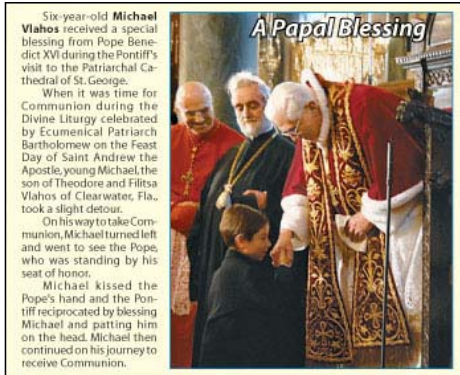 A Papal Blessing
Six-year-old Michael
Vlahos received a special
blessing from Pope Bene-
dict XVI during the Pontiff's
visit to the Patriarchal Ca-
thedral of St. George.
When it was time for
Communion during the
Divine Liturgy celebrated
by Ecumenical Patriarch
Bartholomew on the Feast
Day of Saint Andrew the
Apostle, young Michael, the
son of Theodore and Filitsa
Vlahos of Clearwater, Fla.,
took a slight detour.
On his way to take Com-
munion, Michael turned left
and went to see the Pope,
who was standing by his
seat of honor.
Michael kissed the
Pope's hand and the Pon-
tiff reciprocated by blessing
Michael and patting him
on the head. Michael then
continued on his journey to
receive Communion.